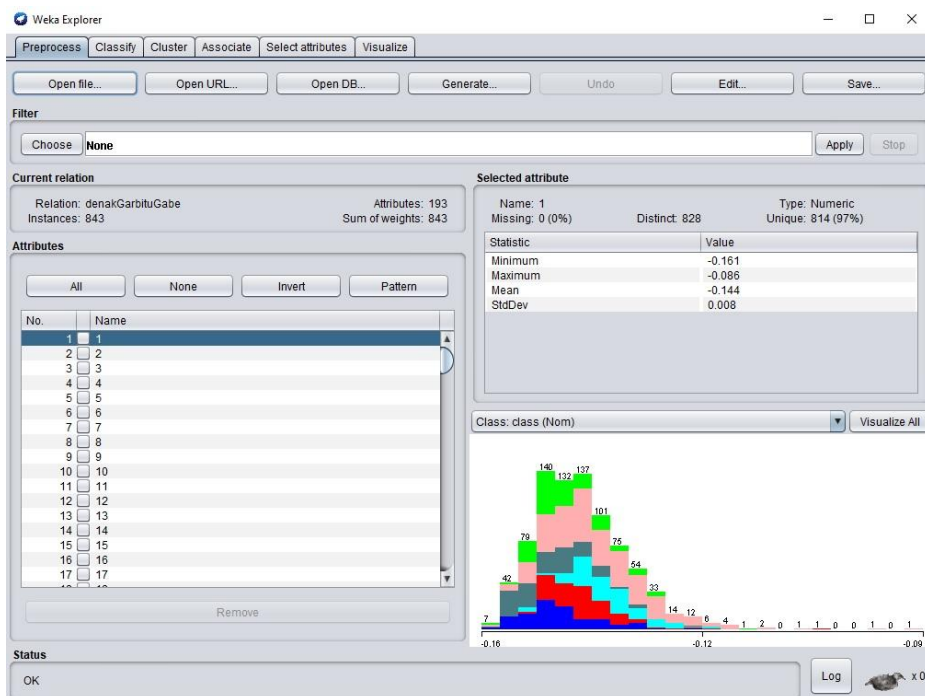 Weka Explorer
Preprocess Classify Cluster Associate Select attributes Visualize
Open file... Open URL... Open DB... Generate... Undo Edit... Save...
Filter
Choose None Apply Stop
Current relation
Relation: denakGarbituGabe Attributes: 193
Instances: 843 Sum of weights: 843
Attributes
All None Invert Pattern
No. Name
1 1
2 2
3 3
4 4
5 5
6 6
7 7
8 8
9 9
10 10
11 11
12 12
13 13
14 14
15 15
16 16
17 17
Remove
Selected attribute
Name: 1 Type: Numeric
Missing: 0 (0%) Distinct: 828 Unique: 814 (97%)
Statistic Value
Minimum -0.161
Maximum -0.086
Mean -0.144
StdDev 0.008
Class: class (Nom) Visualize All
7 42 79 140 132 137 101 75 54 33 14 12 6 4 1 2 0 1 1 0 0 1 0 1
-0.16 -0.12 -0.09
Status
OK Log x 0